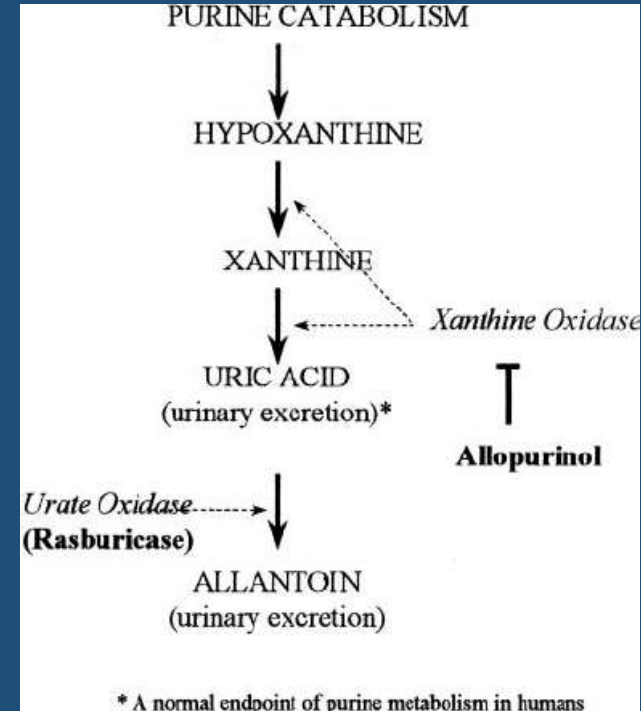 PURINE CATABOLISM
HYPOXANTHINE
XANTHINE
Xanthine Oxidase
URIC ACID
(urinary excretion)*
Allopurinol
Urate Oxidase
(Rasburicase)
ALLANTOIN
(urinary excretion)
* A normal endpoint of purine metabolism in humans